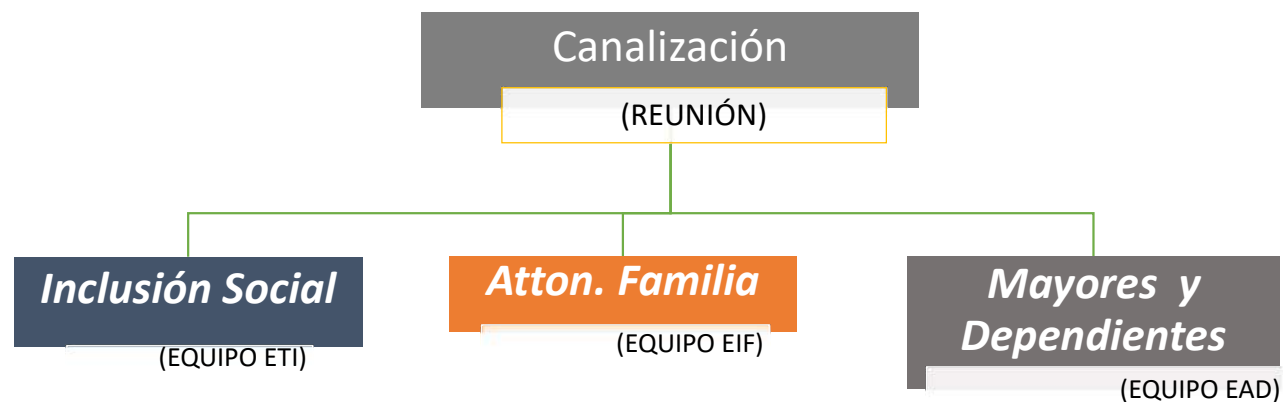 Canalización
(REUNIÓN)
Inclusión Social
(EQUIPO ETI)
Atton. Familia
(EQUIPO EIF)
Mayores y
Dependientes
(EQUIPO EAD)